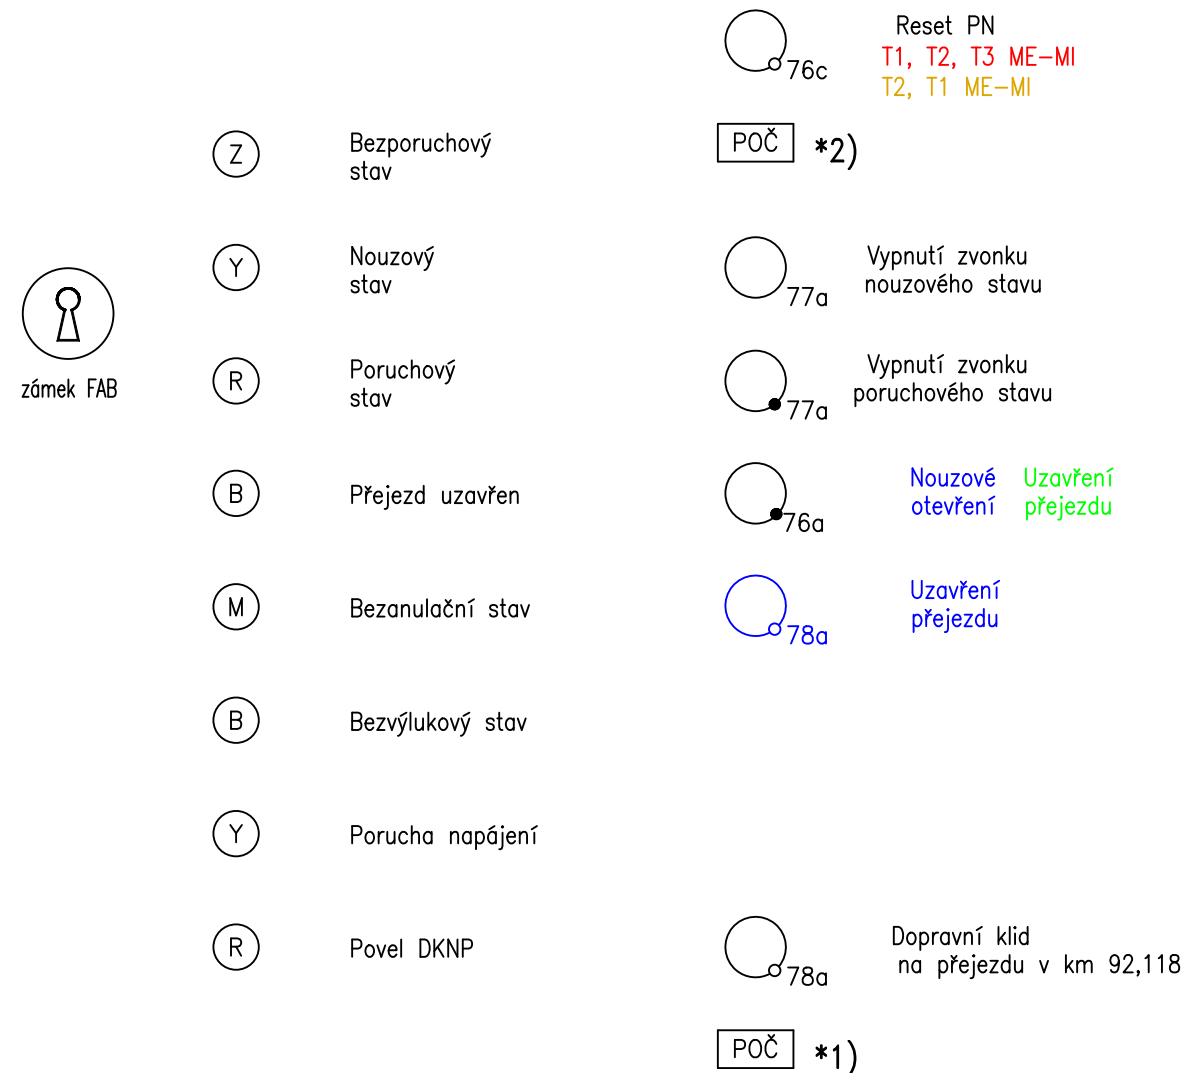 Reset PN
76c
T1, T2, T3 ME-MI
T2, T1 ME-MI
Z
Bezporuchový
stav
POČ *2)
Y
Nouzový
stav
77a
Vypnutí zvonku
nouzového stavu
zámek FAB
R
Poruchový
stav
77a
Vypnutí zvonku
poruchového stavu
B
Přejezd uzavřen
76a
Nouzové
otevření
Uzavření
přejezdu
M
Bezanulační stav
78a
Uzavření
přejezdu
B
Bezvýlukový stav
Y
Porucha napájení
R
Povel DKNP
78a
Dopravní klid
na přejezdu v km 92,118
POČ *1)